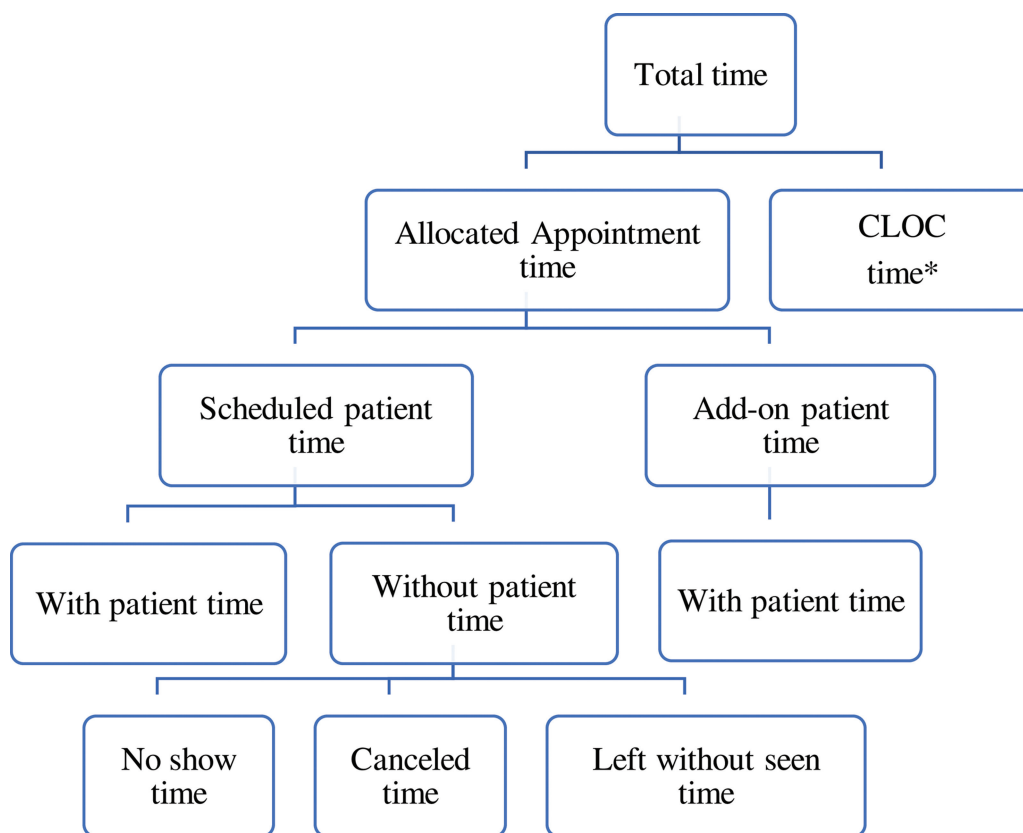 Total time
Allocated Appointment
time
CLOC
time*
Scheduled patient
time
Add-on patient
time
With patient time
Without patient
time
With patient time
No show
time
Canceled
time
Left without seen
time